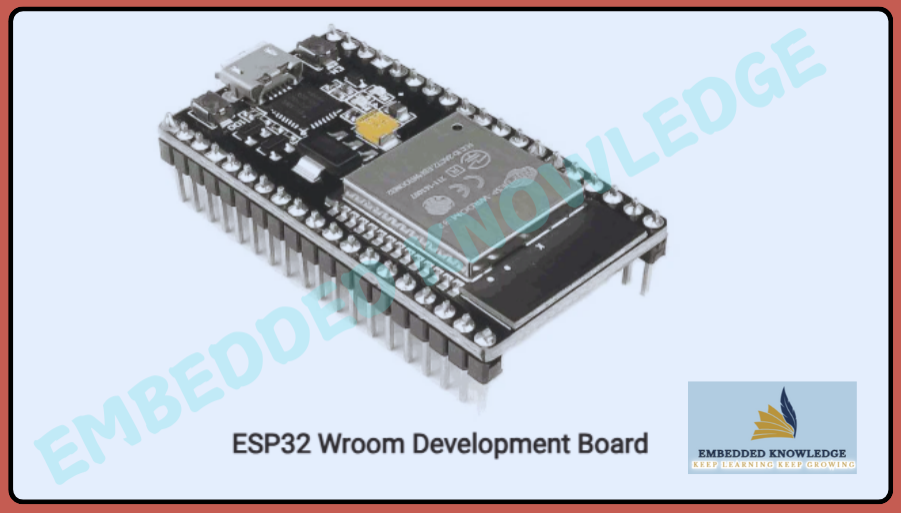 EMBEDDED KNOWLEDGE
ESP32 Wroom Development Board
EMBEDDED KNOWLEDGE
KEEP LEARNING KEEP GROWING